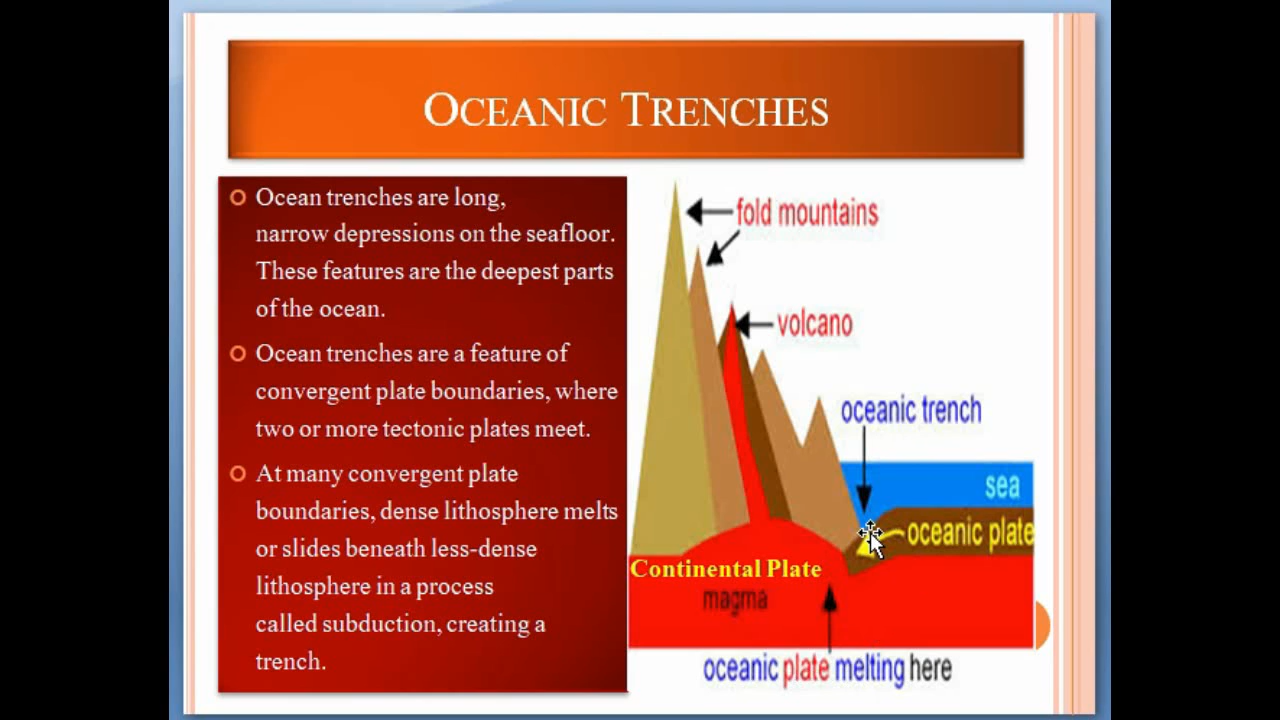 OCEANIC TRENCHES
Ocean trenches are long,
narrow depressions on the seafloor.
These features are the deepest parts
of the ocean.
Ocean trenches are a feature of
convergent plate boundaries, where
two or more tectonic plates meet.
At many convergent plate
boundaries, dense lithosphere melts
or slides beneath less-dense
lithosphere in a process
called subduction, creating a
trench.
fold mountains
volcano
oceanic trench
sea
oceanic plate
Continental Plate
magma
oceanic plate melting here